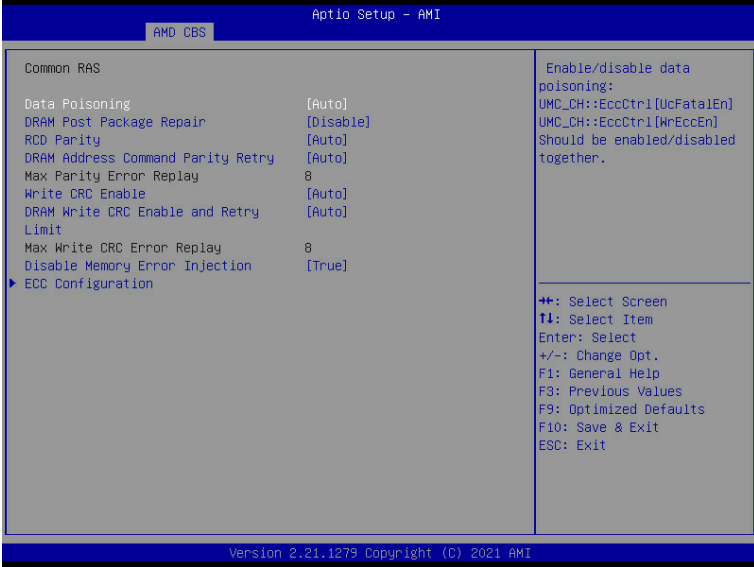 Aptio Setup – AMI
AMD CBS
Common RAS
Data Poisoning [Auto]
DRAM Post Package Repair [Disable]
RCD Parity [Auto]
DRAM Address Command Parity Retry [Auto]
Max Parity Error Replay 8
Write CRC Enable [Auto]
DRAM Write CRC Enable and Retry [Auto]
Limit
Max Write CRC Error Replay 8
Disable Memory Error Injection [True]
ECC Configuration
Enable/disable data
poisoning:
UMC_CH::EccCtrl[UcFatalEn]
UMC_CH::EccCtrl[WrEccEn]
Should be enabled/disabled
together.
→←: Select Screen
↑↓: Select Item
Enter: Select
+/-: Change Opt.
F1: General Help
F3: Previous Values
F9: Optimized Defaults
F10: Save & Exit
ESC: Exit
Version 2.21.1279 Copyright (C) 2021 AMI